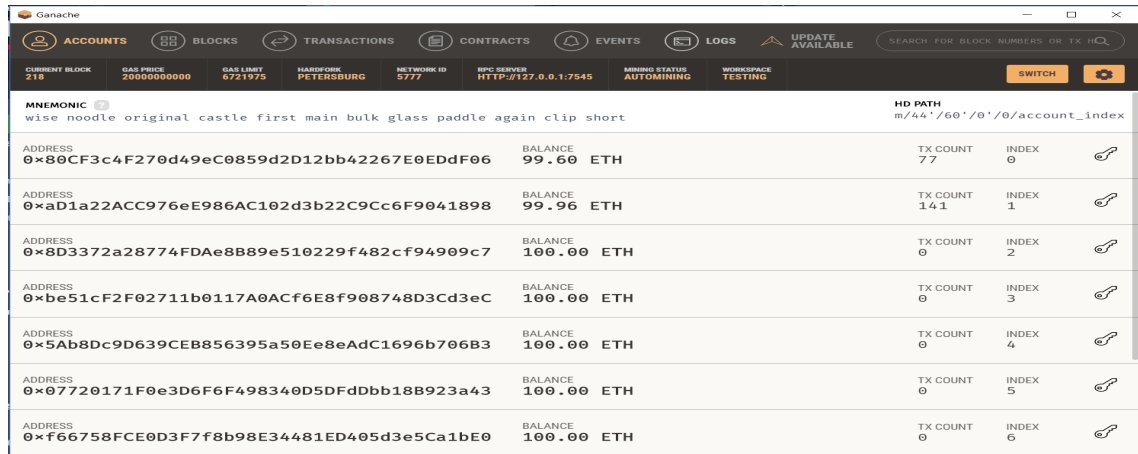 Ganache
ACCOUNTS BLOCKS TRANSACTIONS CONTRACTS EVENTS LOGS UPDATE AVAILABLE SEARCH FOR BLOCK NUMBERS OR TX H
CURRENT BLOCK GAS PRICE GAS LIMIT HARDFORK NETWORK ID RPC SERVER MINING STATUS WORKSPACE
218 20000000000 6721975 PETERSBURG 5777 HTTP://127.0.0.1:7545 AUTOMINING TESTING SWITCH
MNEMONIC ? HD PATH
wise noodle original castle first main bulk glass paddle again clip short m/44'/60'/0'/0/account_index
ADDRESS BALANCE TX COUNT INDEX
0×80CF3c4F270d49eC0859d2D12bb42267E0EDdF06 99.60 ETH 77 0
ADDRESS BALANCE TX COUNT INDEX
0×aD1a22ACC976eE986AC102d3b22C9Cc6F9041898 99.96 ETH 141 1
ADDRESS BALANCE TX COUNT INDEX
0×8D3372a28774FDAe8B89e510229f482cf94909c7 100.00 ETH 0 2
ADDRESS BALANCE TX COUNT INDEX
0×be51cF2F02711b0117A0ACf6E8f908748D3Cd3eC 100.00 ETH 0 3
ADDRESS BALANCE TX COUNT INDEX
0×5Ab8Dc9D639CEB856395a50Ee8eAdC1696b706B3 100.00 ETH 0 4
ADDRESS BALANCE TX COUNT INDEX
0×07720171F0e3D6F6F498340D5DFdDbb18B923a43 100.00 ETH 0 5
ADDRESS BALANCE TX COUNT INDEX
0×f66758FCE0D3F7f8b98E34481ED405d3e5Ca1bE0 100.00 ETH 0 6